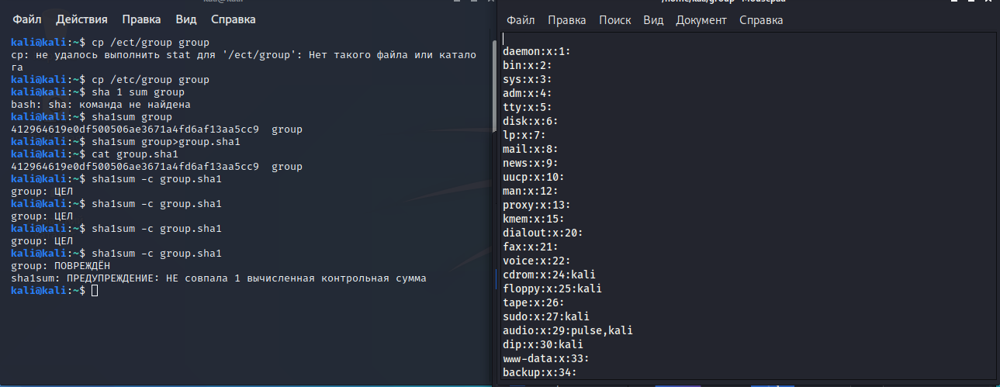 Файл Действия Правка Вид Справка
kali@kali:~$ cp /ect/group group
cp: не удалось выполнить stat для '/ect/group': Нет такого файла или катало
га
kali@kali:~$ cp /etc/group group
kali@kali:~$ sha 1 sum group
bash: sha: команда не найдена
kali@kali:~$ sha1sum group
412964619e0df500506ae3671a4fd6af13aa5cc9  group
kali@kali:~$ sha1sum group>group.sha1
kali@kali:~$ cat group.sha1
412964619e0df500506ae3671a4fd6af13aa5cc9  group
kali@kali:~$ sha1sum -c group.sha1
group: ЦЕЛ
kali@kali:~$ sha1sum -c group.sha1
group: ЦЕЛ
kali@kali:~$ sha1sum -c group.sha1
group: ЦЕЛ
kali@kali:~$ sha1sum -c group.sha1
group: ПОВРЕЖДЁН
sha1sum: ПРЕДУПРЕЖДЕНИЕ: НЕ совпала 1 вычисленная контрольная сумма
kali@kali:~$
/home/kali/group - Mousepad
Файл Правка Поиск Вид Документ Справка
daemon:x:1:
bin:x:2:
sys:x:3:
adm:x:4:
tty:x:5:
disk:x:6:
lp:x:7:
mail:x:8:
news:x:9:
uucp:x:10:
man:x:12:
proxy:x:13:
kmem:x:15:
dialout:x:20:
fax:x:21:
voice:x:22:
cdrom:x:24:kali
floppy:x:25:kali
tape:x:26:
sudo:x:27:kali
audio:x:29:pulse,kali
dip:x:30:kali
www-data:x:33:
backup:x:34: